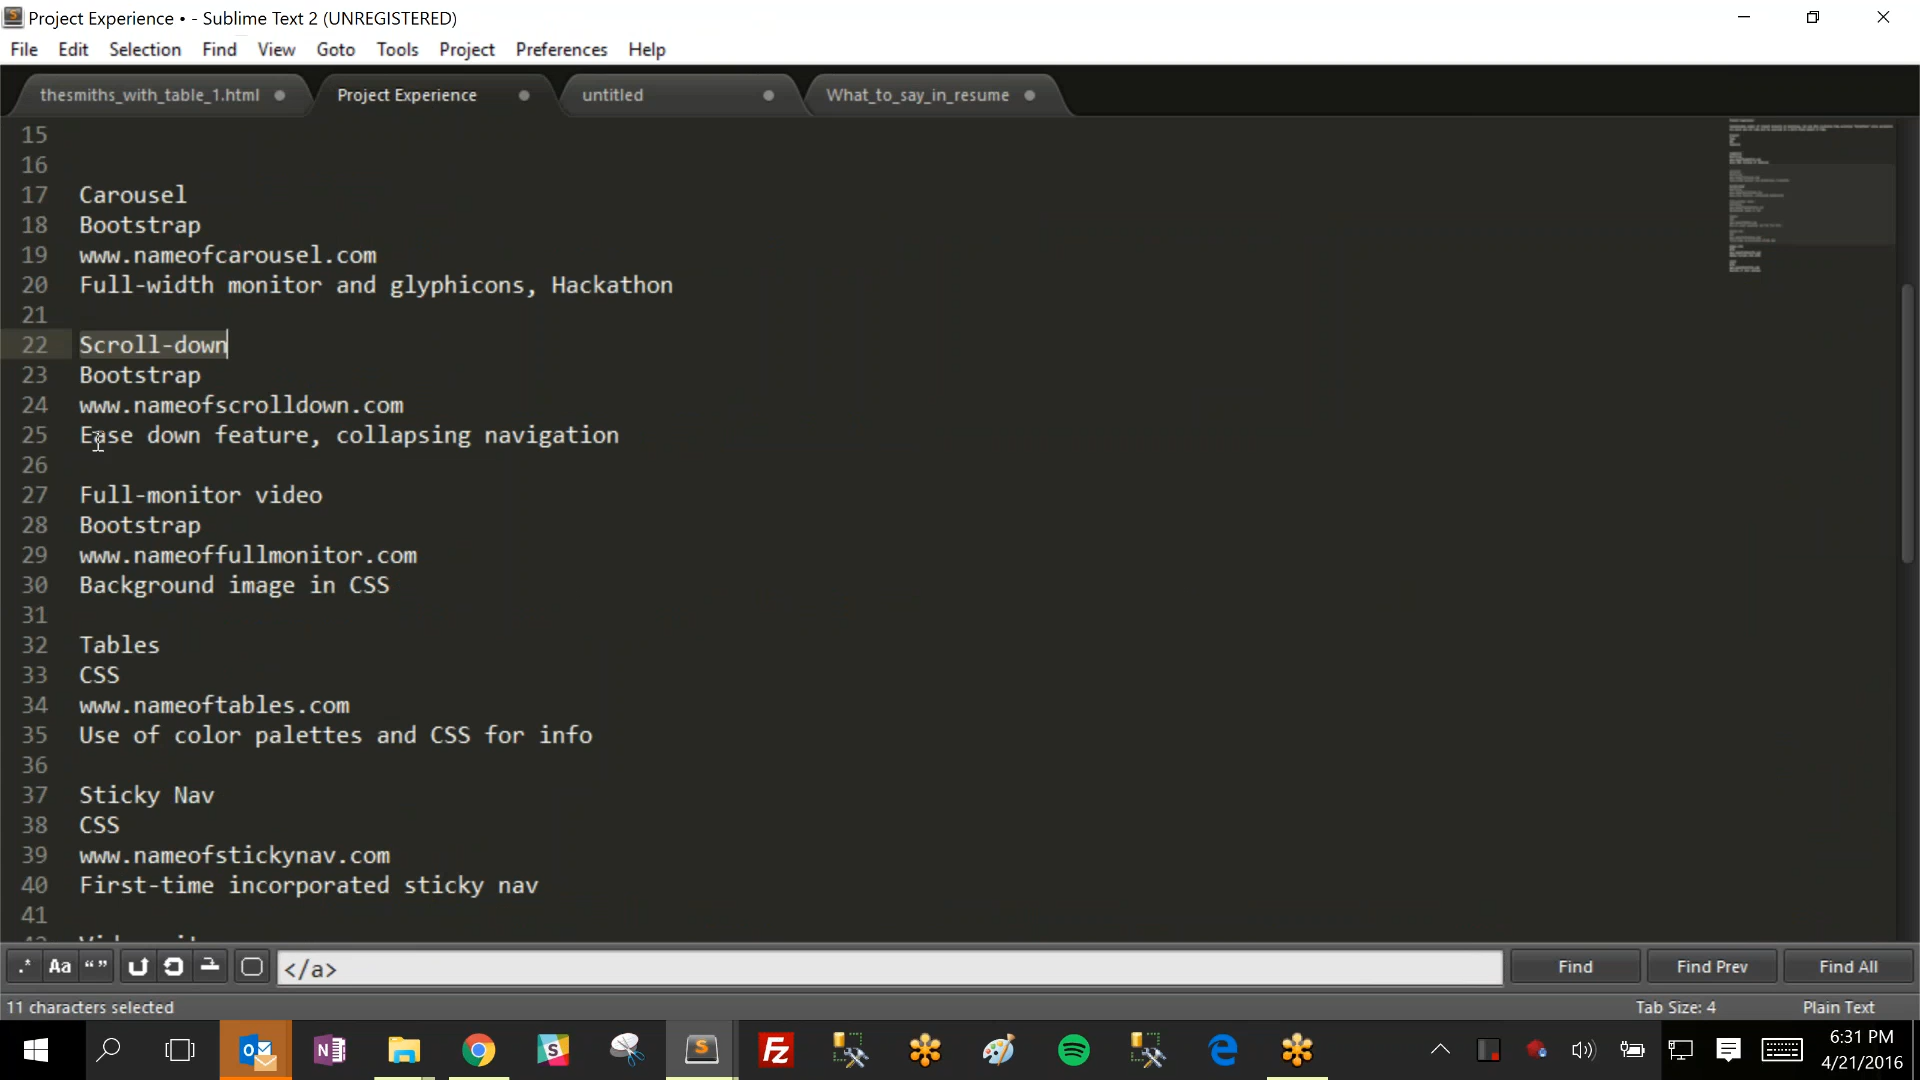 Project Experience • - Sublime Text 2 (UNREGISTERED)
File Edit Selection Find View Goto Tools Project Preferences Help
thesmiths_with_table_1.html Project Experience untitled What_to_say_in_resume
15
16
17 Carousel
18 Bootstrap
19 www.nameofcarousel.com
20 Full-width monitor and glyphicons, Hackathon
21
22 Scroll-down
23 Bootstrap
24 www.nameofscrolldown.com
25 Ease down feature, collapsing navigation
26
27 Full-monitor video
28 Bootstrap
29 www.nameoffullmonitor.com
30 Background image in CSS
31
32 Tables
33 CSS
34 www.nameoftables.com
35 Use of color palettes and CSS for info
36
37 Sticky Nav
38 CSS
39 www.nameofstickynav.com
40 First-time incorporated sticky nav
41
.* Aa “” </a> Find Find Prev Find All
11 characters selected Tab Size: 4 Plain Text
6:31 PM
4/21/2016